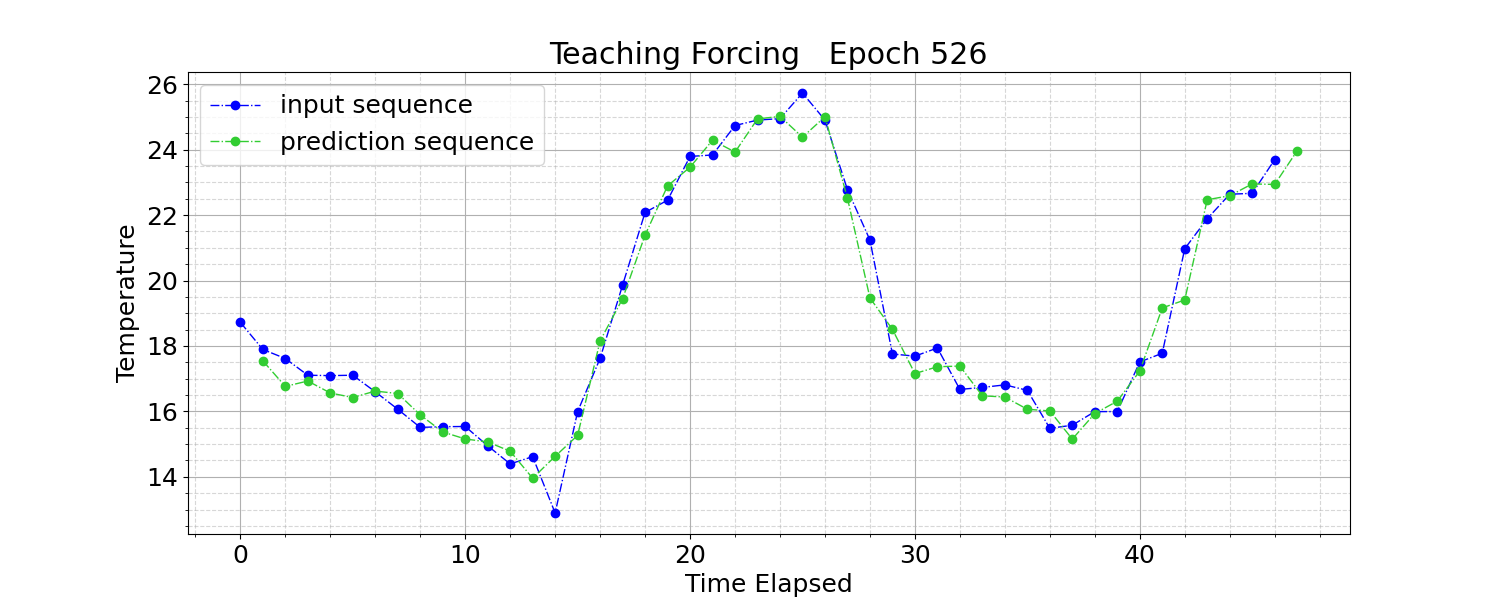 Teaching Forcing   Epoch 526
input sequence
prediction sequence
Temperature
26
24
22
20
18
16
14
0 10 20 30 40
Time Elapsed